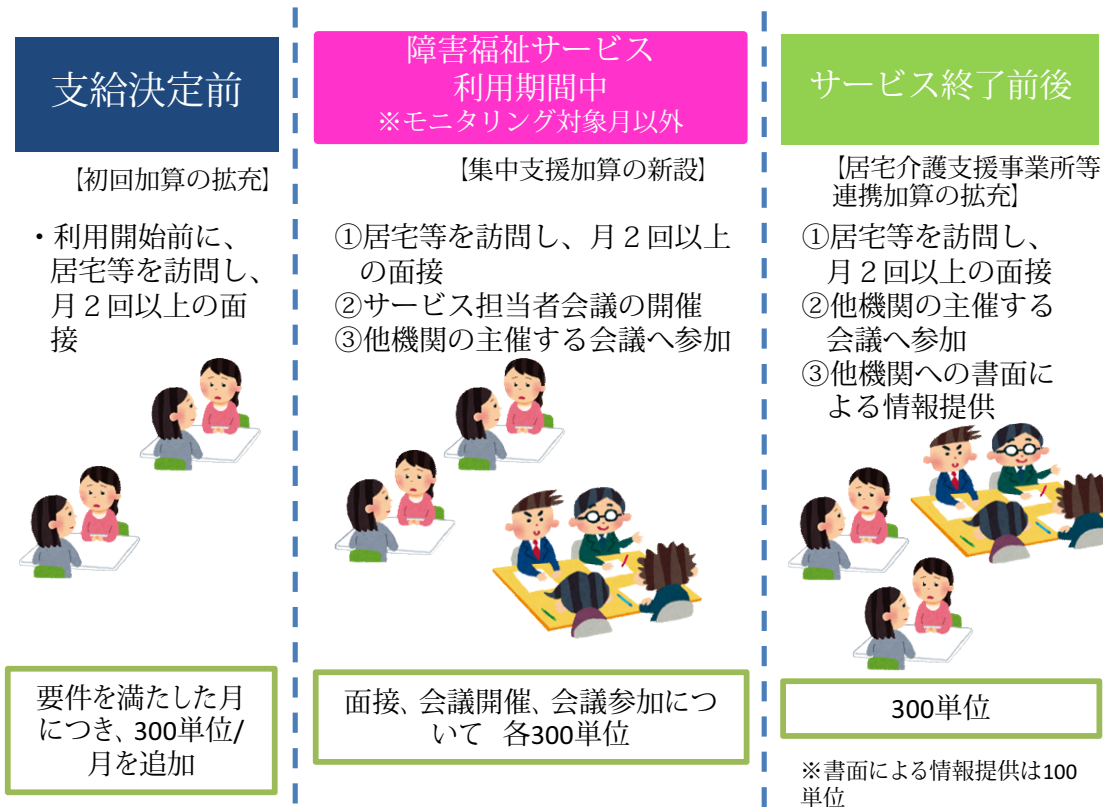 支給決定前
【初回加算の拡充】
・利用開始前に、
居宅等を訪問し、
月２回以上の面
接
要件を満たした月
につき、300単位/
月を追加
障害福祉サービス
利用期間中
※モニタリング対象月以外
【集中支援加算の新設】
①居宅等を訪問し、月２回以上
の面接
②サービス担当者会議の開催
③他機関の主催する会議へ参加
面接、会議開催、会議参加につ
いて　各300単位
サービス終了前後
【居宅介護支援事業所等
連携加算の拡充】
①居宅等を訪問し、
月２回以上の面接
②他機関の主催する
会議へ参加
③他機関への書面に
よる情報提供
300単位
※書面による情報提供は100
単位